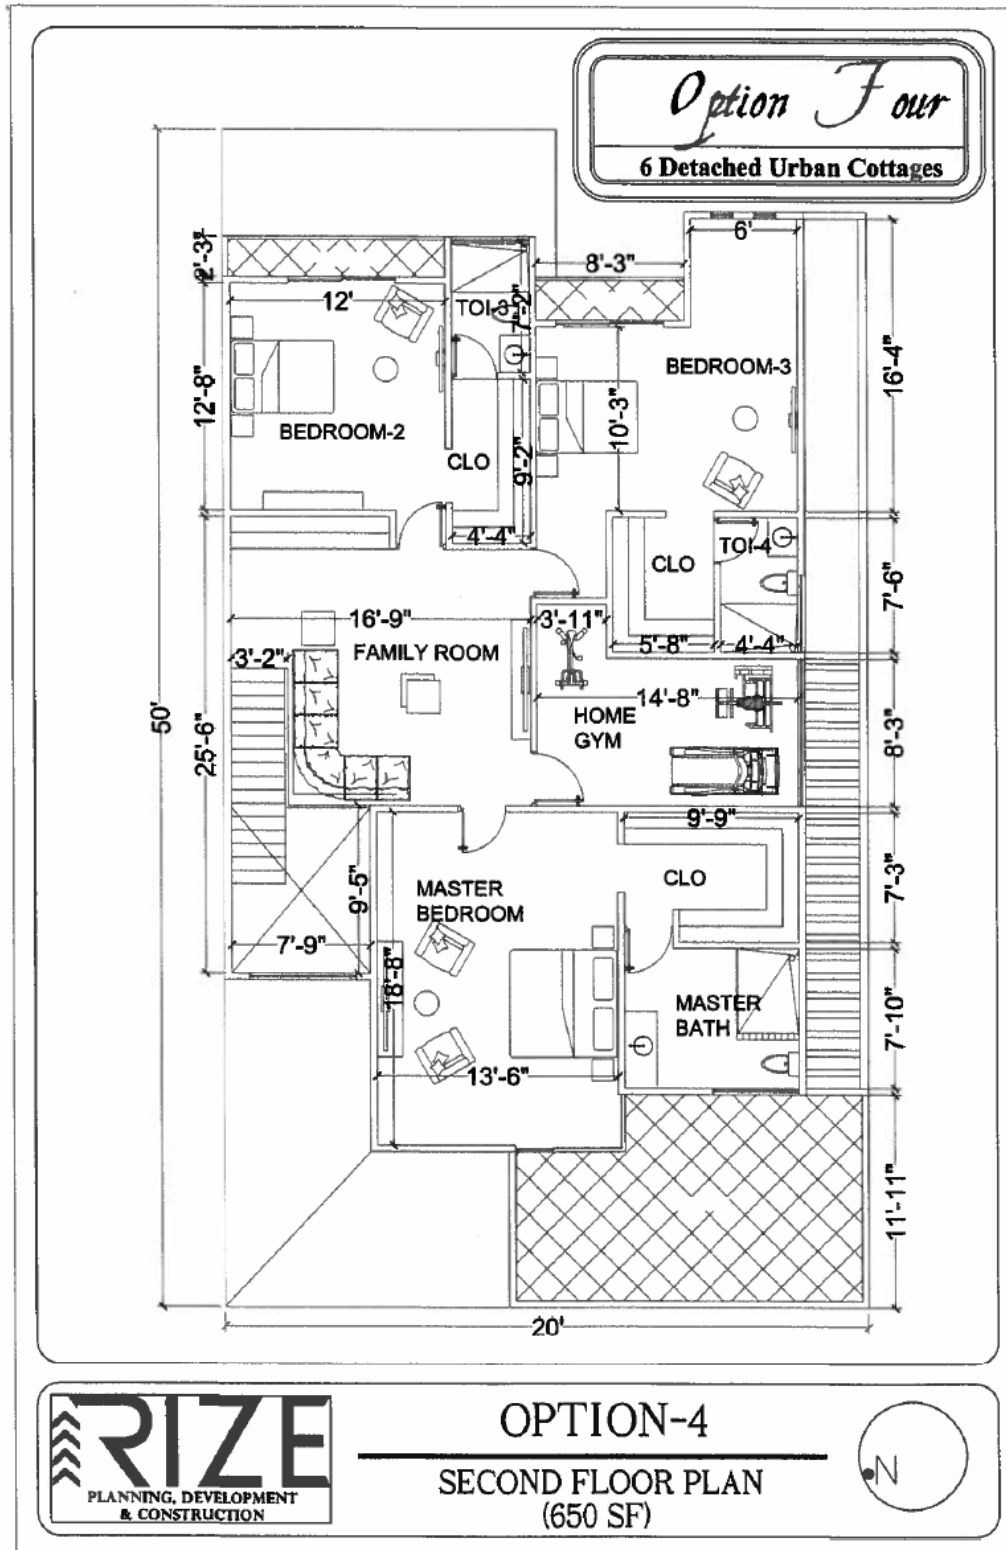 Option Four
6 Detached Urban Cottages
6'
2'-3"
8'-3"
12'
TOI-3
7'-2"
BEDROOM-3
16'-4"
12'-8"
10'-3"
BEDROOM-2
CLO
9'-2"
4'-4"
TOI-4
CLO
7'-6"
16'-9"
3'-11"
5'-8"
4'-4"
3'-2"
FAMILY ROOM
14'-8"
50'
25'-6"
HOME
GYM
8'-3"
9'-9"
CLO
7'-3"
MASTER
BEDROOM
9'-5"
7'-9"
18'-8"
MASTER
BATH
7'-10"
13'-6"
11'-11"
20'
RIZE
PLANNING, DEVELOPMENT
& CONSTRUCTION
OPTION-4
SECOND FLOOR PLAN
(650 SF)
N